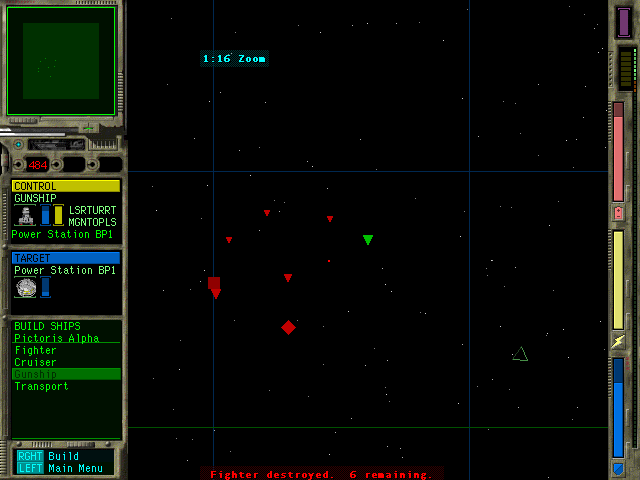 1:16 Zoom
484
CONTROL
GUNSHIP
LSRTURRT
MGNTOPLS
Power Station BP1
TARGET
Power Station BP1
BUILD SHIPS
Pictoris Alpha
Fighter
Cruiser
Gunship
Transport
RGHT Build
LEFT Main Menu
Fighter destroyed. 6 remaining.